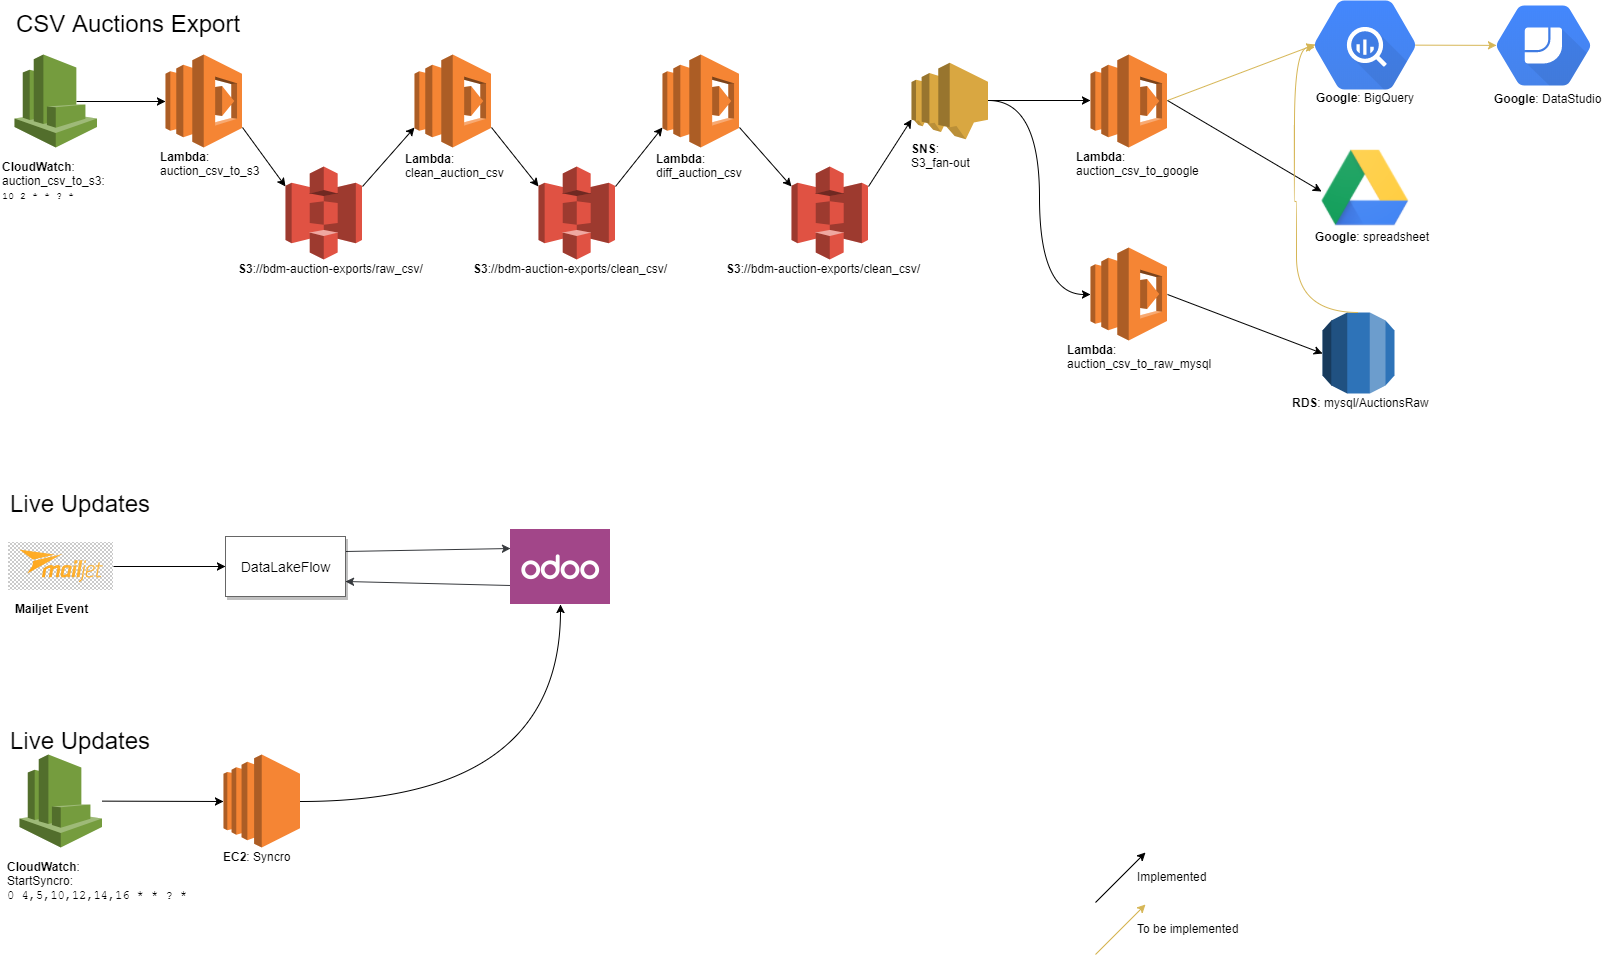 CSV Auctions Export
CloudWatch:
auction_csv_to_s3:
10 2 * * ? *
Lambda:
auction_csv_to_s3
S3://bdm-auction-exports/raw_csv/
Lambda:
clean_auction_csv
S3://bdm-auction-exports/clean_csv/
Lambda:
diff_auction_csv
S3://bdm-auction-exports/clean_csv/
SNS:
S3_fan-out
Lambda:
auction_csv_to_google
Google: BigQuery
Google: DataStudio
Google: spreadsheet
Lambda:
auction_csv_to_raw_mysql
RDS: mysql/AuctionsRaw
Live Updates
mailjet
Mailjet Event
DataLakeFlow
odoo
Live Updates
CloudWatch:
StartSyncro:
0 4,5,10,12,14,16 * * ? *
EC2: Syncro
Implemented
To be implemented